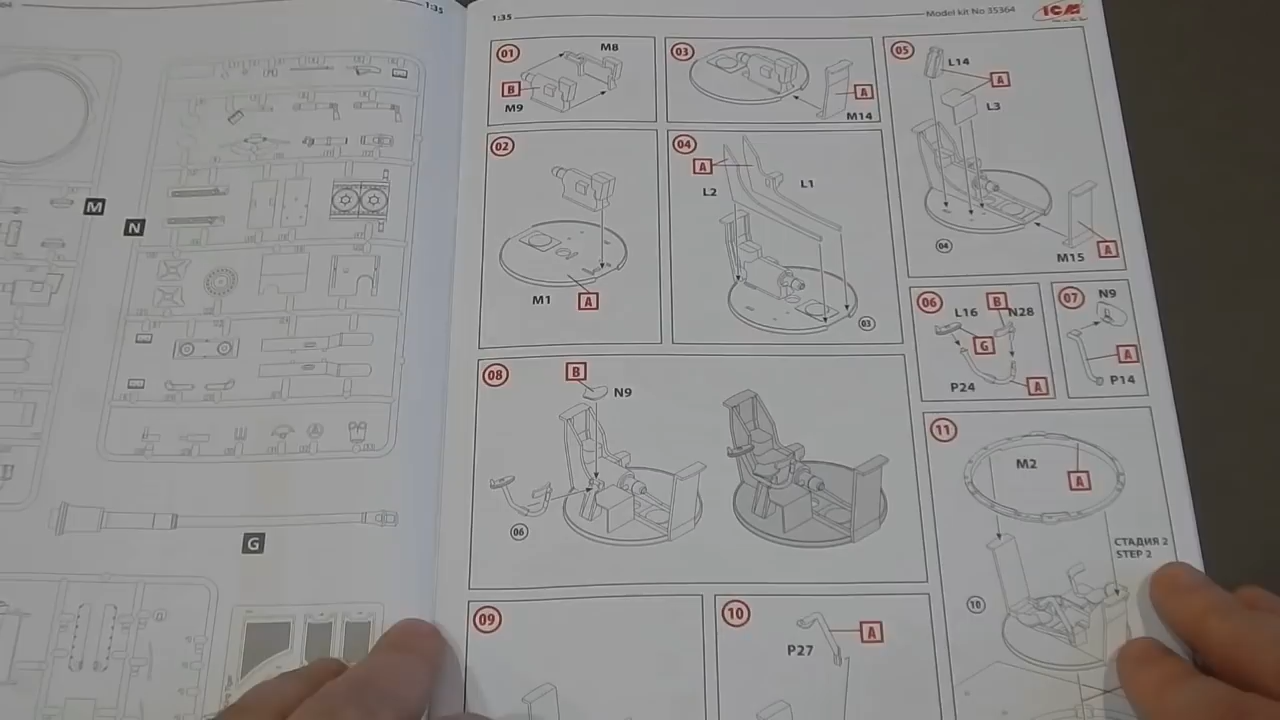 1:35
M
N
G
1:35
Model kit No 35364
ICM
01
M8
B
M9
02
M1
A
03
A
M14
04
A
L2
L1
03
05
L14
A
L3
04
M15
A
06
L16
B
N28
G
P24
A
07
N9
A
P14
08
B
N9
06
09
10
P27
A
11
M2
A
СТАДИЯ 2
STEP 2
10